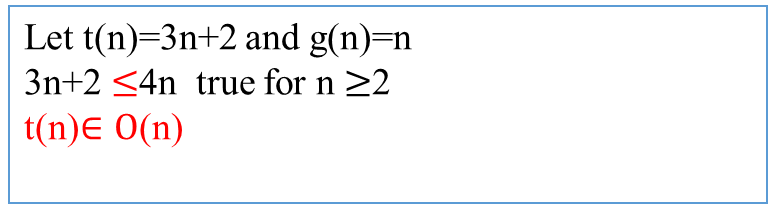 Let t(n)=3n+2 and g(n)=n
3n+2 ≤4n  true for n ≥2
t(n)∈ O(n)